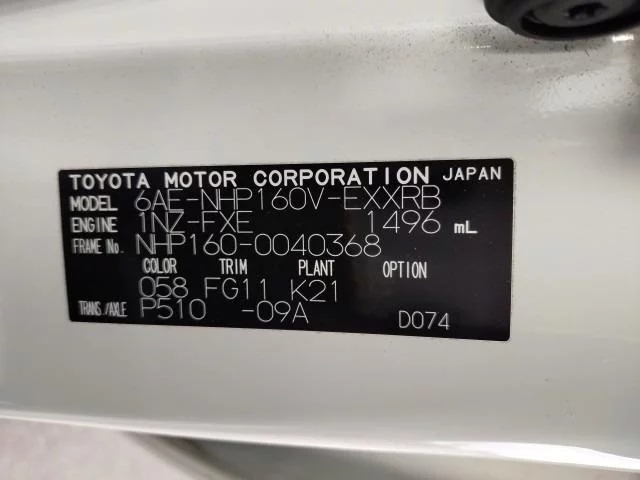 TOYOTA MOTOR CORPORATION JAPAN
MODEL 6AE-NHP160V-EXXRB
ENGINE 1NZ-FXE 1496 mL
FRAME No. NHP160-0040368
COLOR TRIM PLANT OPTION
058 FG11 K21
TRANS./AXLE P510 -09A D074